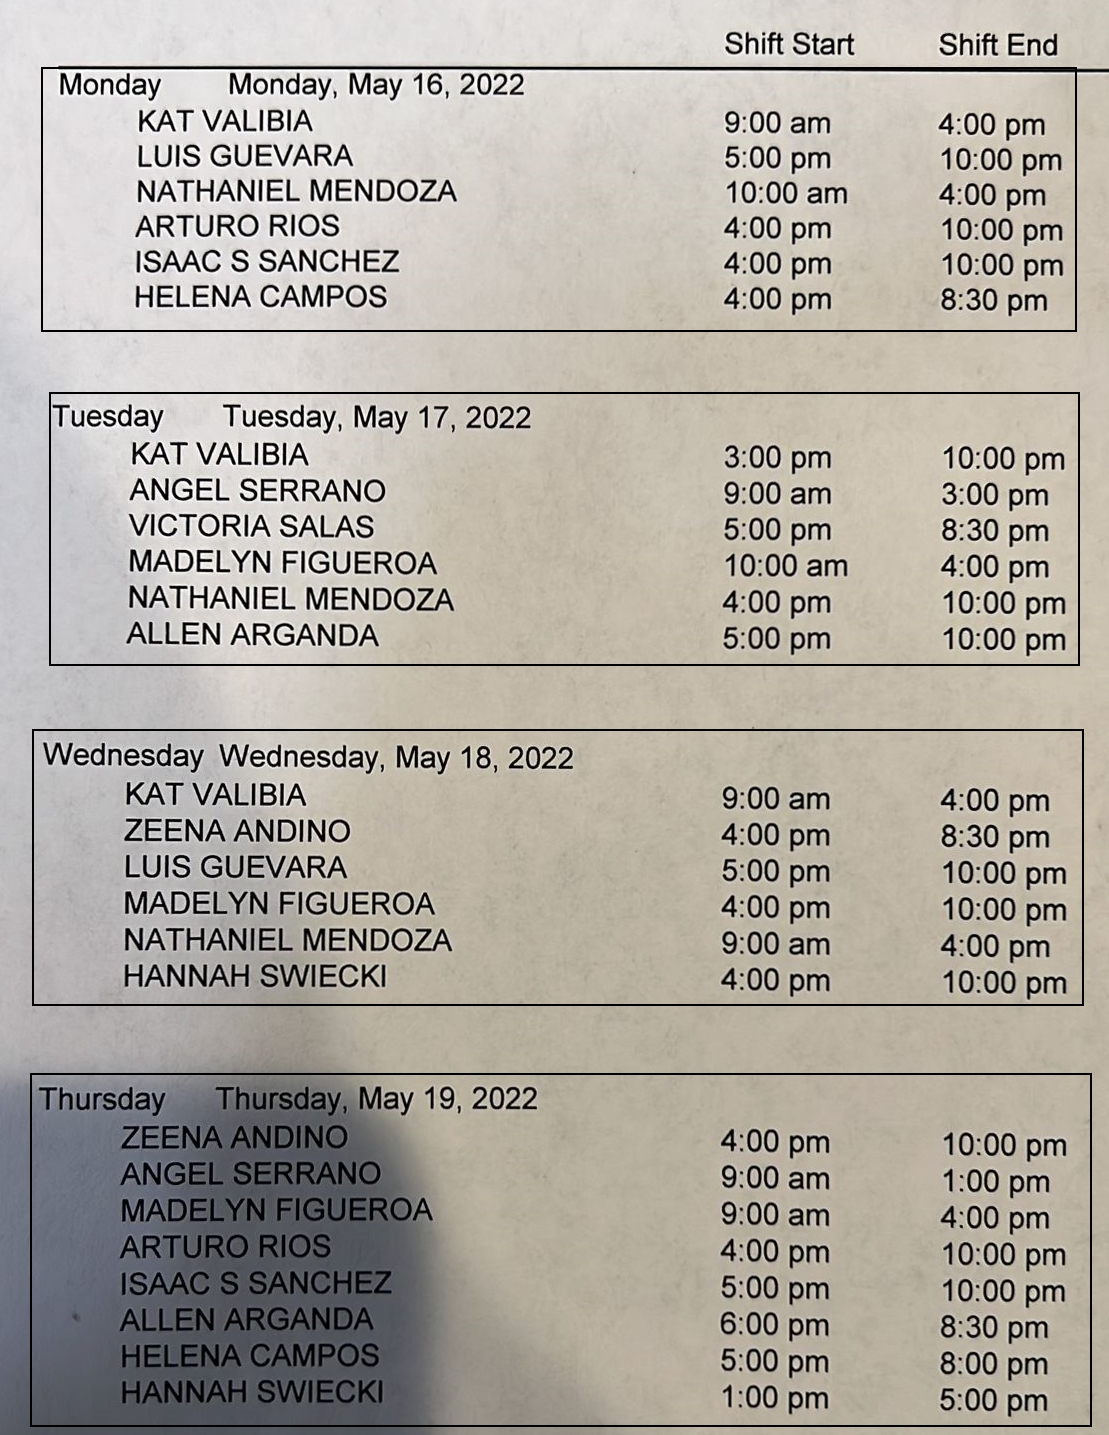 Shift Start Shift End
Monday Monday, May 16, 2022
KAT VALIBIA 9:00 am 4:00 pm
LUIS GUEVARA 5:00 pm 10:00 pm
NATHANIEL MENDOZA 10:00 am 4:00 pm
ARTURO RIOS 4:00 pm 10:00 pm
ISAAC S SANCHEZ 4:00 pm 10:00 pm
HELENA CAMPOS 4:00 pm 8:30 pm
Tuesday Tuesday, May 17, 2022
KAT VALIBIA 3:00 pm 10:00 pm
ANGEL SERRANO 9:00 am 3:00 pm
VICTORIA SALAS 5:00 pm 8:30 pm
MADELYN FIGUEROA 10:00 am 4:00 pm
NATHANIEL MENDOZA 4:00 pm 10:00 pm
ALLEN ARGANDA 5:00 pm 10:00 pm
Wednesday Wednesday, May 18, 2022
KAT VALIBIA 9:00 am 4:00 pm
ZEENA ANDINO 4:00 pm 8:30 pm
LUIS GUEVARA 5:00 pm 10:00 pm
MADELYN FIGUEROA 4:00 pm 10:00 pm
NATHANIEL MENDOZA 9:00 am 4:00 pm
HANNAH SWIECKI 4:00 pm 10:00 pm
Thursday Thursday, May 19, 2022
ZEENA ANDINO 4:00 pm 10:00 pm
ANGEL SERRANO 9:00 am 1:00 pm
MADELYN FIGUEROA 9:00 am 4:00 pm
ARTURO RIOS 4:00 pm 10:00 pm
ISAAC S SANCHEZ 5:00 pm 10:00 pm
ALLEN ARGANDA 6:00 pm 8:30 pm
HELENA CAMPOS 5:00 pm 8:00 pm
HANNAH SWIECKI 1:00 pm 5:00 pm